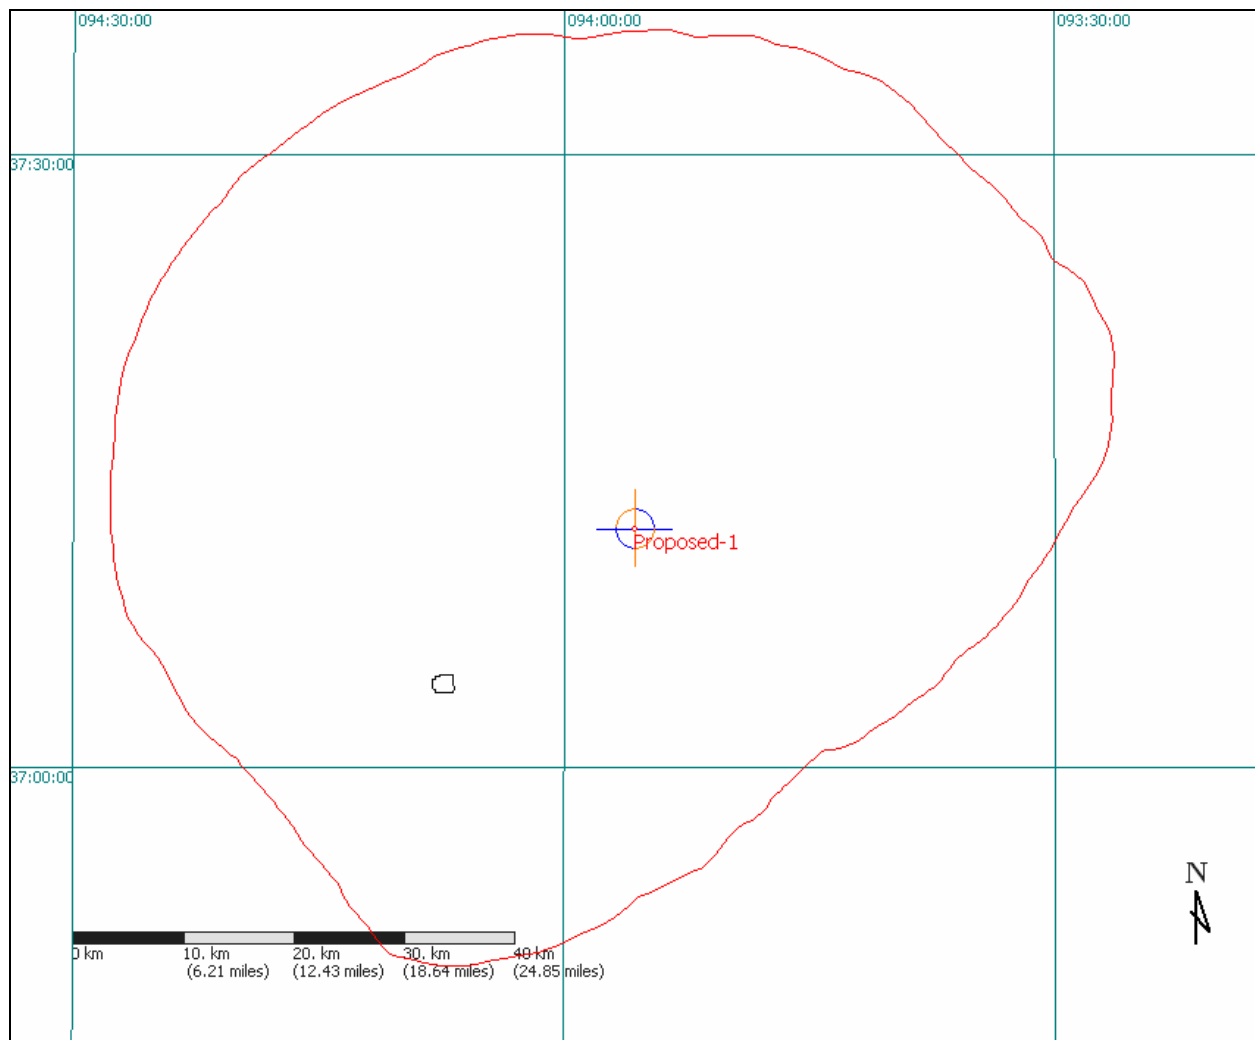 094:30:00 094:00:00 093:30:00
37:30:00
Proposed-1
37:00:00
N
0 km 10. km 20. km 30. km 40 km
(6.21 miles) (12.43 miles) (18.64 miles) (24.85 miles)